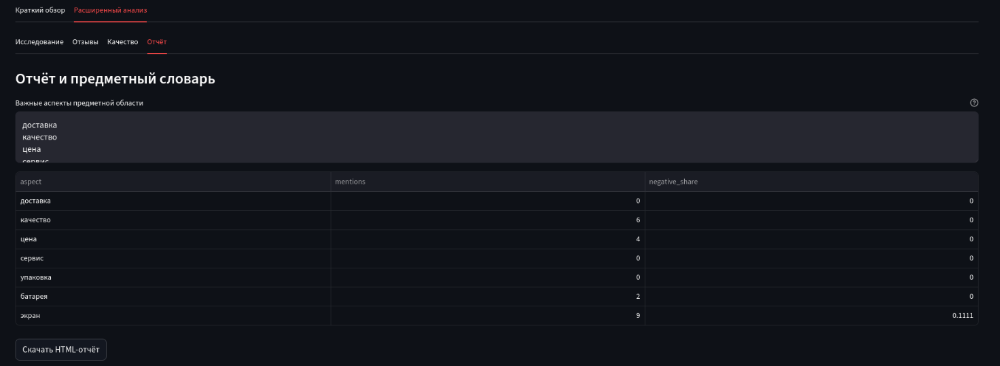 Краткий обзор Расширенный анализ
Исследование Отзывы Качество Отчёт
Отчёт и предметный словарь
Важные аспекты предметной области
доставка
качество
цена
сервис
aspect mentions negative_share
доставка 0 0
качество 6 0
цена 4 0
сервис 0 0
упаковка 0 0
батарея 2 0
экран 9 0.1111
Скачать HTML-отчёт